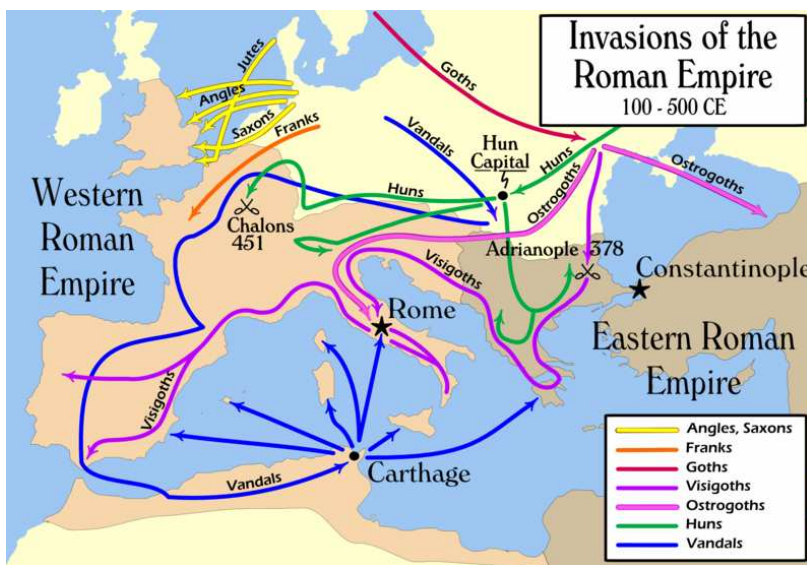 Invasions of the
Roman Empire
100 - 500 CE
Jutes
Angles
Saxons
Franks
Goths
Vandals
Hun
Capital
Huns
Ostrogoths
Huns
Ostrogoths
Western
Roman
Empire
Chalons
451
Adrianople 378
Visigoths
Constantinople
Rome
Eastern Roman
Empire
Visigoths
Carthage
Vandals
Angles, Saxons
Franks
Goths
Visigoths
Ostrogoths
Huns
Vandals